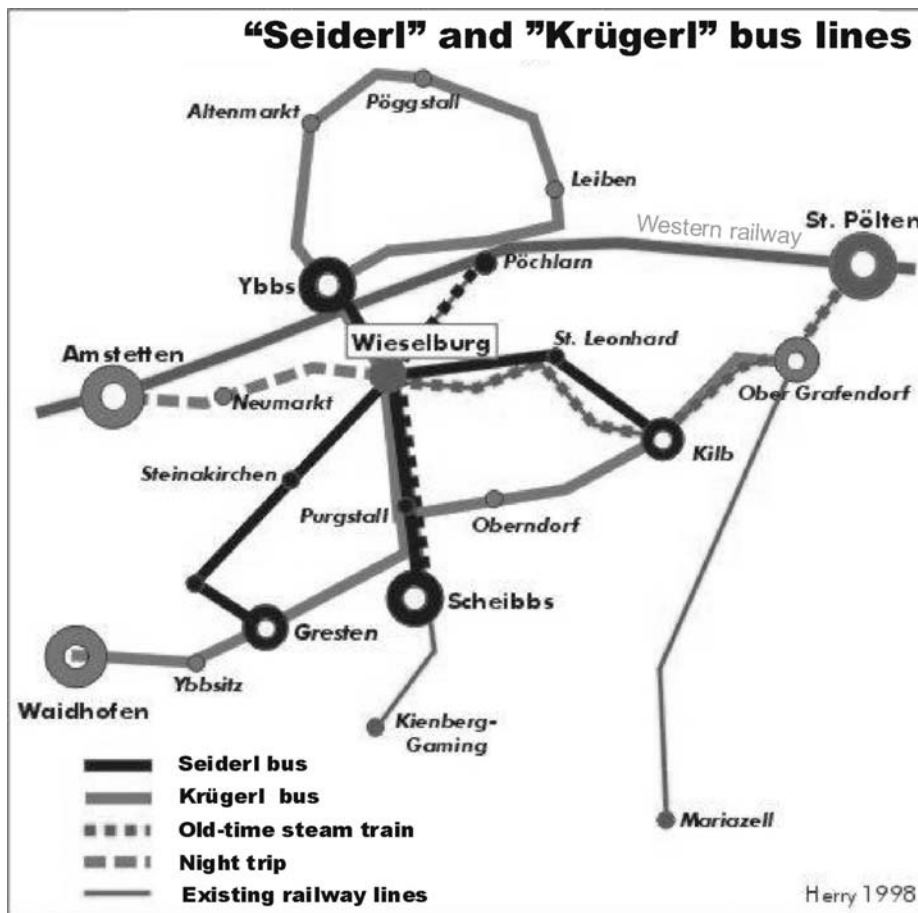 “Seiderl” and ”Krügerl” bus lines
Altenmarkt
Pöggstall
Leiben
Western railway
St. Pölten
Ybbs
Pöchlarn
Wieselburg
St. Leonhard
Amstetten
Neumarkt
Ober Grafendorf
Kilb
Steinakirchen
Purgstall
Oberndorf
Scheibbs
Gresten
Ybbsitz
Waidhofen
Kienberg-
Gaming
Mariazell
Seiderl bus
Krügerl bus
Old-time steam train
Night trip
Existing railway lines
Herry 1998